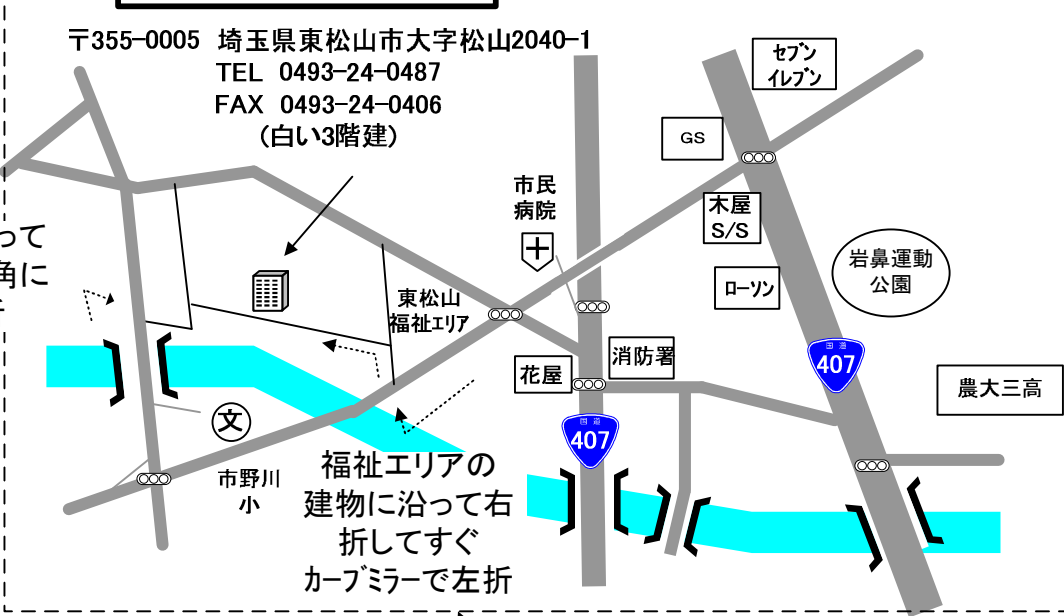 〒355-0005 埼玉県東松山市大字松山2040-1
TEL 0493-24-0487
FAX 0493-24-0406
(白い3階建)
セブン
イレブン
GS
市民
病院
木屋
S/S
って
角に
岩鼻運動
公園
ローソン
東松山
福祉エリア
消防署
花屋
国道
407
農大三高
文
国道
407
市野川
小
福祉エリアの
建物に沿って右
折してすぐ
カーブミラーで左折